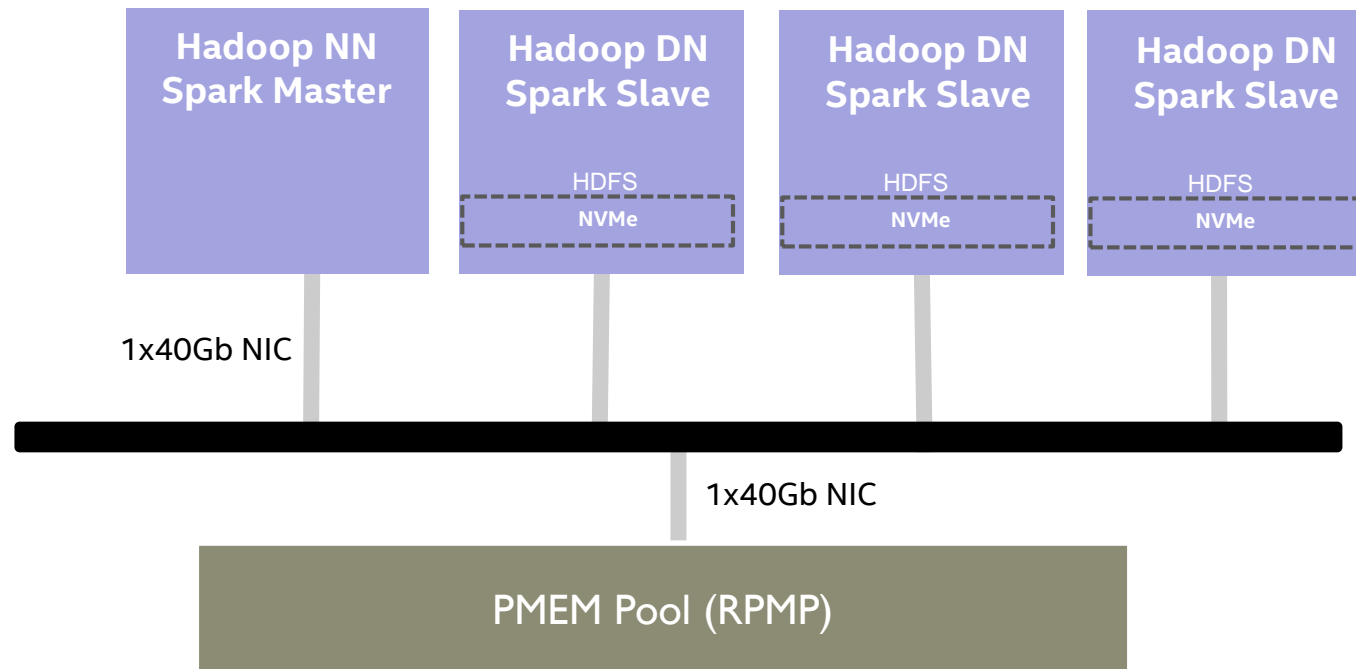 Hadoop NN
Spark Master
Hadoop DN
Spark Slave
HDFS
NVMe
Hadoop DN
Spark Slave
HDFS
NVMe
Hadoop DN
Spark Slave
HDFS
NVMe
1x40Gb NIC
1x40Gb NIC
PMEM Pool (RPMP)